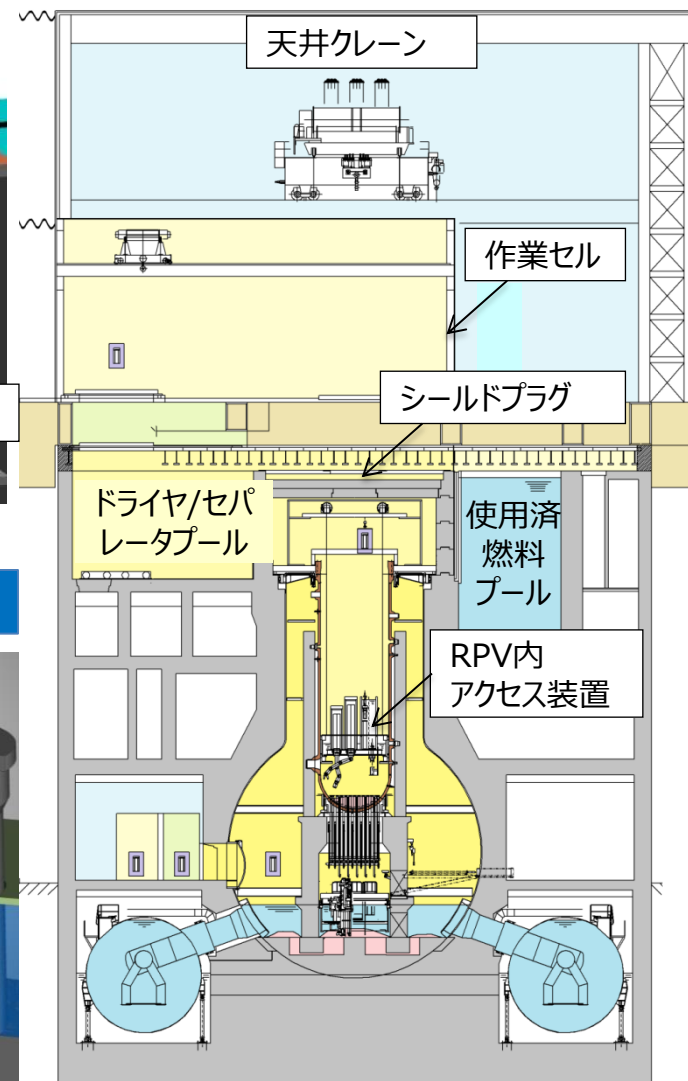 天井クレーン
作業セル
シールドプラグ
ドライヤ/セパ
レータプール
使用済
燃料
プール
RPV内
アクセス装置